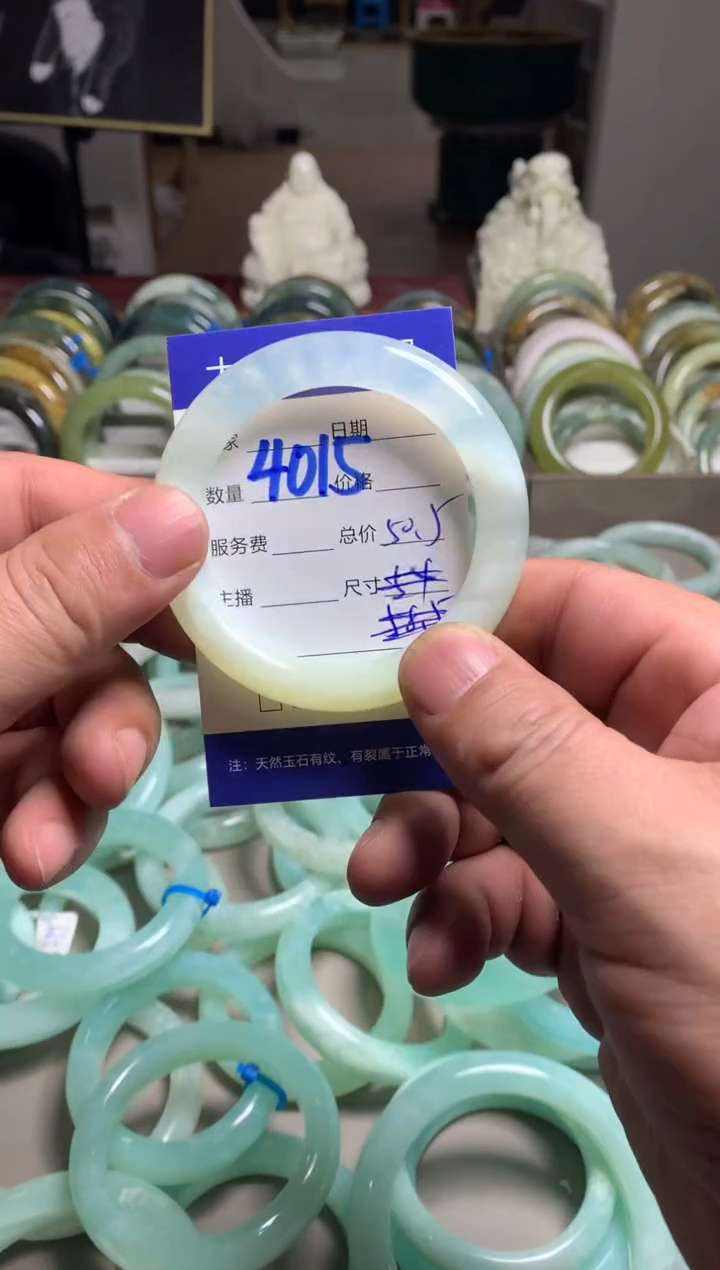 家 日期
4015
数量 价格
服务费 总价 50.5
主播 尺寸
注：天然玉石有纹、有裂属于正常